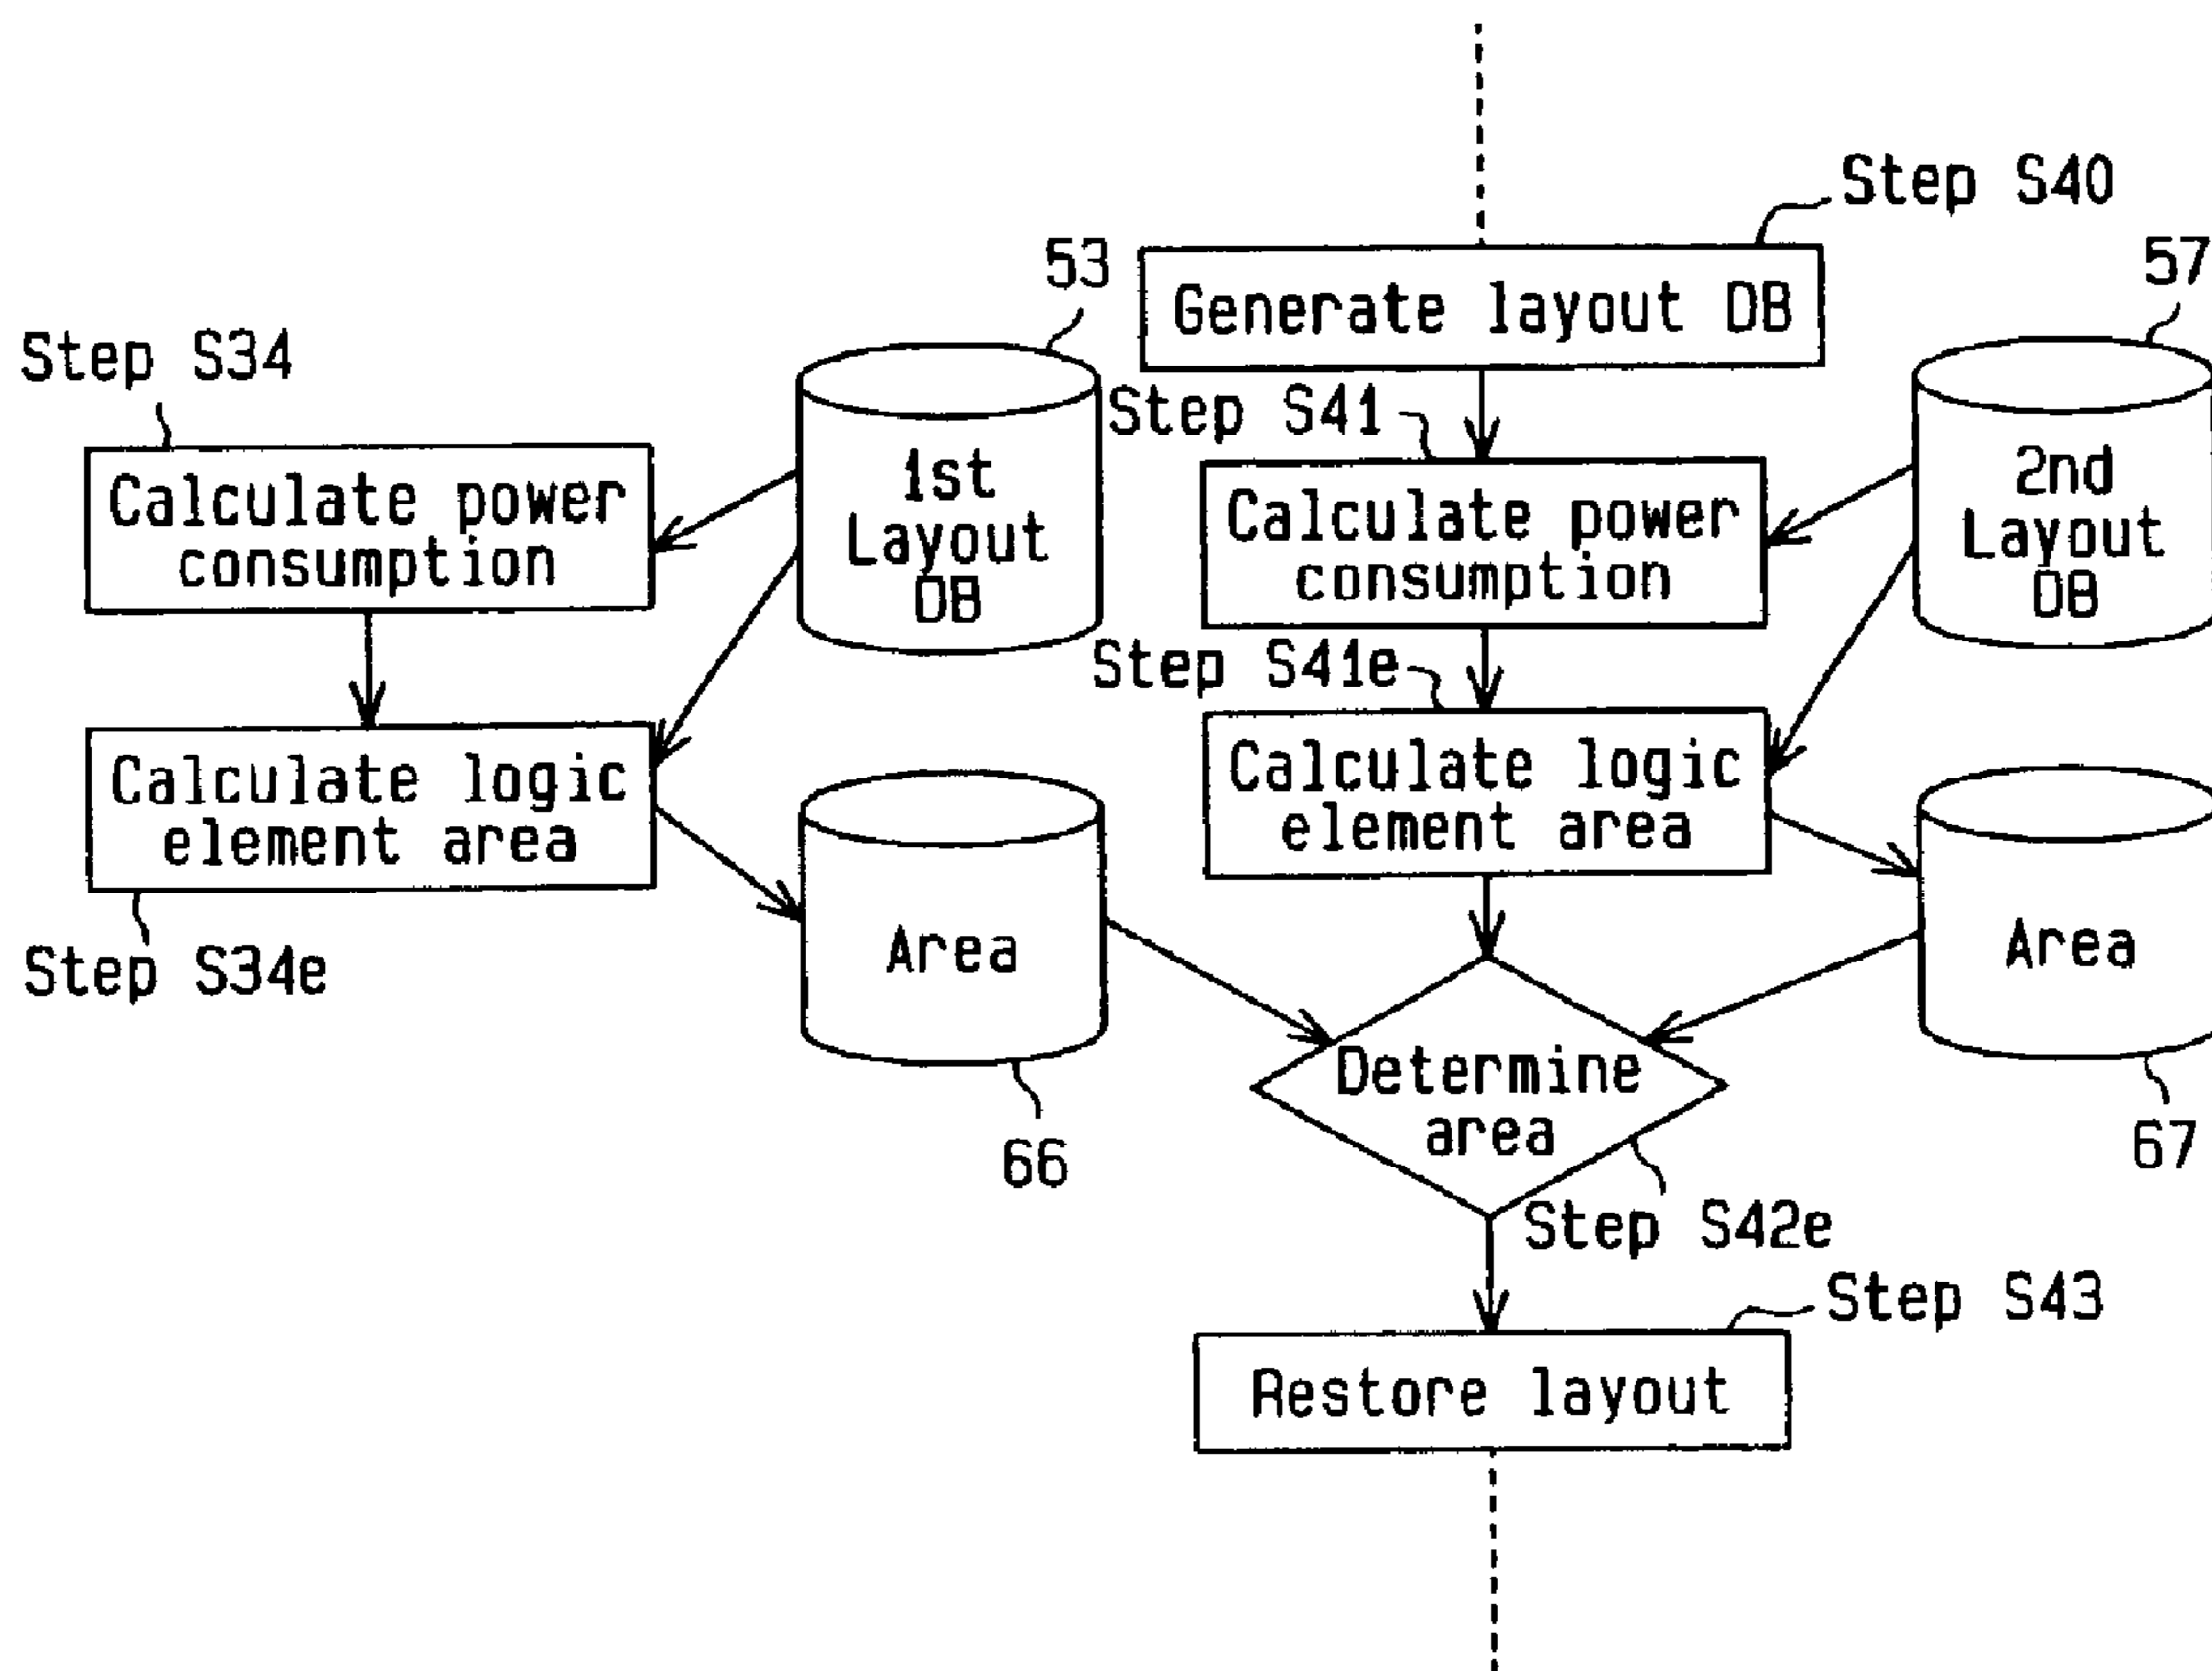 Step S40
53
57
Generate layout DB
Step S34
Step S41
Calculate power
consumption
1st
Layout
DB
Calculate power
consumption
2nd
Layout
DB
Step S41e
Calculate logic
element area
Calculate logic
element area
Step S34e
Area
Area
Determine
area
66
67
Step S42e
Step S43
Restore layout